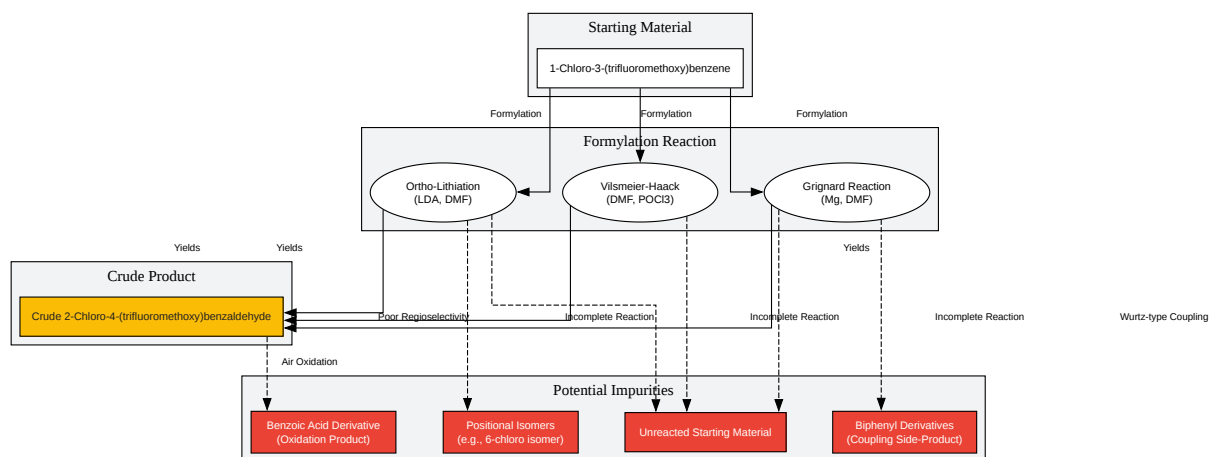 Starting Material
1-Chloro-3-(trifluoromethoxy)benzene
Formylation
Formylation
Formylation
Formylation Reaction
Ortho-Lithiation
(LDA, DMF)
Vilsmeier-Haack
(DMF, POCl3)
Grignard Reaction
(Mg, DMF)
Yields
Yields
Yields
Crude Product
Crude 2-Chloro-4-(trifluoromethoxy)benzaldehyde
Poor Regioselectivity
Incomplete Reaction
Incomplete Reaction
Incomplete Reaction
Wurtz-type Coupling
Air Oxidation
Potential Impurities
Benzoic Acid Derivative
(Oxidation Product)
Positional Isomers
(e.g., 6-chloro isomer)
Unreacted Starting Material
Biphenyl Derivatives
(Coupling Side-Product)